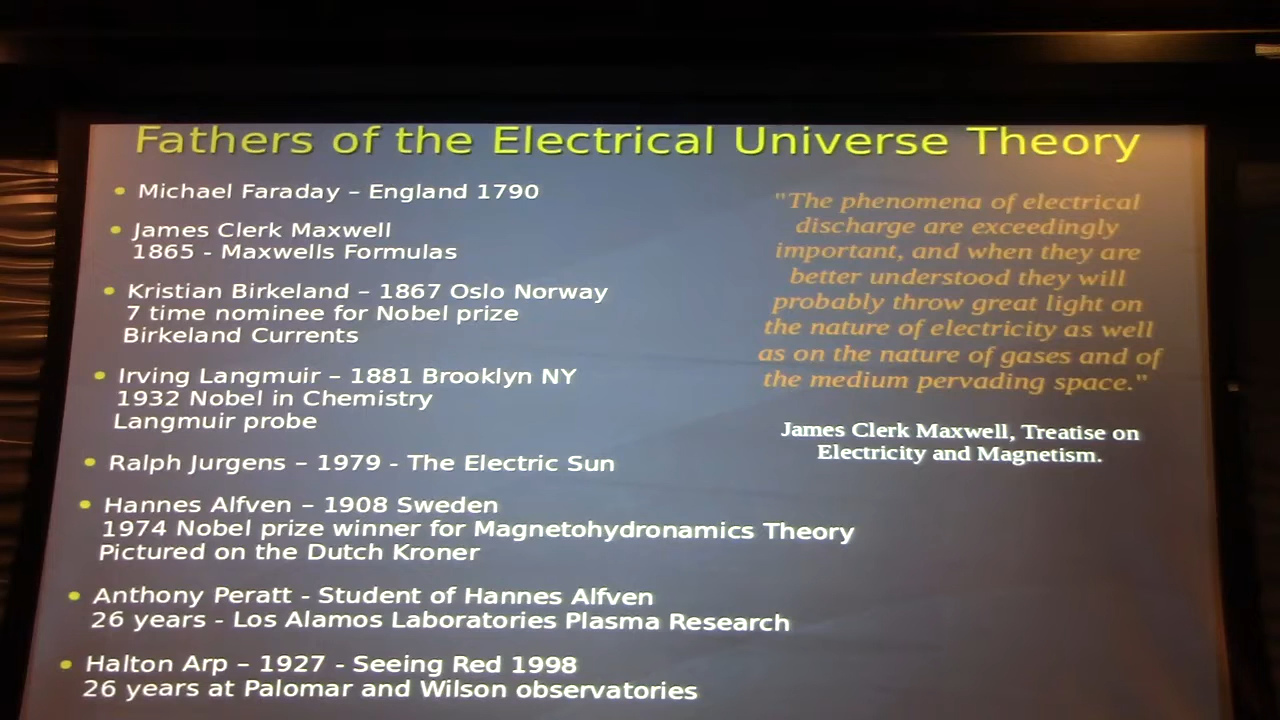 Fathers of the Electrical Universe Theory
• Michael Faraday – England 1790
• James Clerk Maxwell
1865 - Maxwells Formulas
• Kristian Birkeland – 1867 Oslo Norway
7 time nominee for Nobel prize
Birkeland Currents
• Irving Langmuir – 1881 Brooklyn NY
1932 Nobel in Chemistry
Langmuir probe
• Ralph Jurgens – 1979 - The Electric Sun
• Hannes Alfven – 1908 Sweden
1974 Nobel prize winner for Magnetohydronamics Theory
Pictured on the Dutch Kroner
• Anthony Peratt - Student of Hannes Alfven
26 years - Los Alamos Laboratories Plasma Research
• Halton Arp – 1927 - Seeing Red 1998
26 years at Palomar and Wilson observatories
"The phenomena of electrical
discharge are exceedingly
important, and when they are
better understood they will
probably throw great light on
the nature of electricity as well
as on the nature of gases and of
the medium pervading space."
James Clerk Maxwell, Treatise on
Electricity and Magnetism.